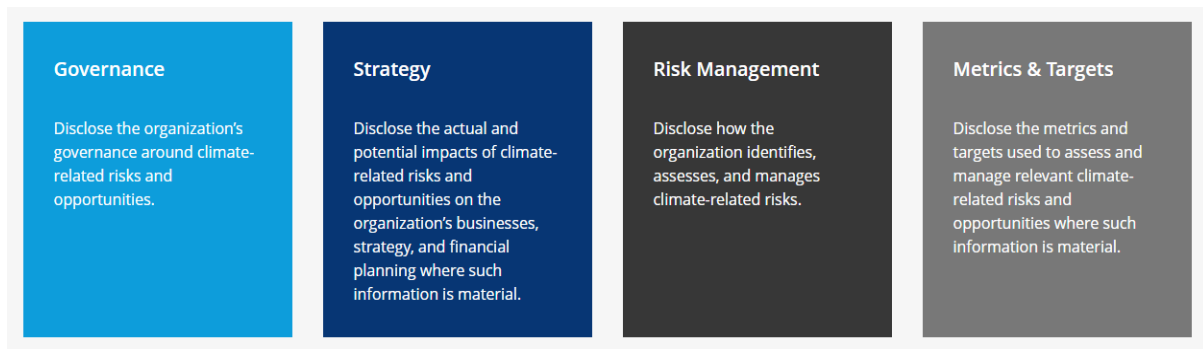 Governance
Disclose the organization’s
governance around climate-
related risks and
opportunities.
Strategy
Disclose the actual and
potential impacts of climate-
related risks and
opportunities on the
organization’s businesses,
strategy, and financial
planning where such
information is material.
Risk Management
Disclose how the
organization identifies,
assesses, and manages
climate-related risks.
Metrics & Targets
Disclose the metrics and
targets used to assess and
manage relevant climate-
related risks and
opportunities where such
information is material.